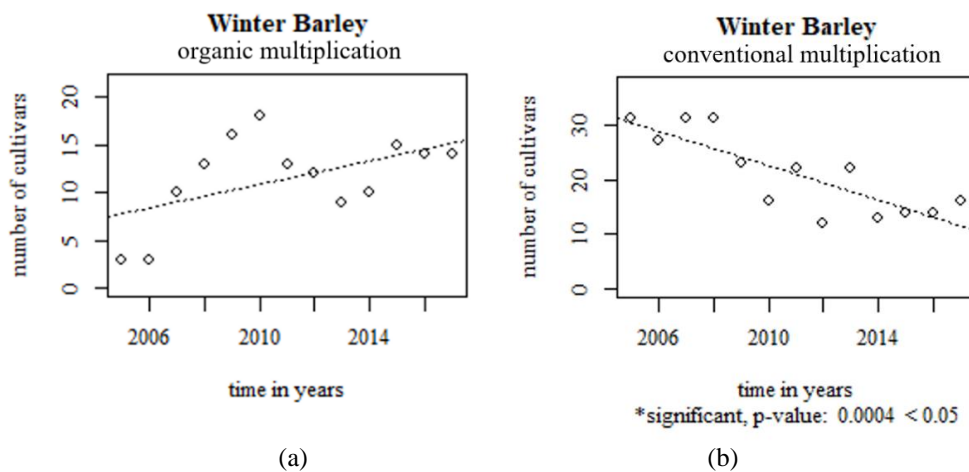 Winter Barley
organic multiplication
number of cultivars
20
15
10
5
0
2006 2010 2014
time in years
(a)
Winter Barley
conventional multiplication
number of cultivars
30
20
10
0
2006 2010 2014
time in years
*significant, p-value: 0.0004 < 0.05
(b)